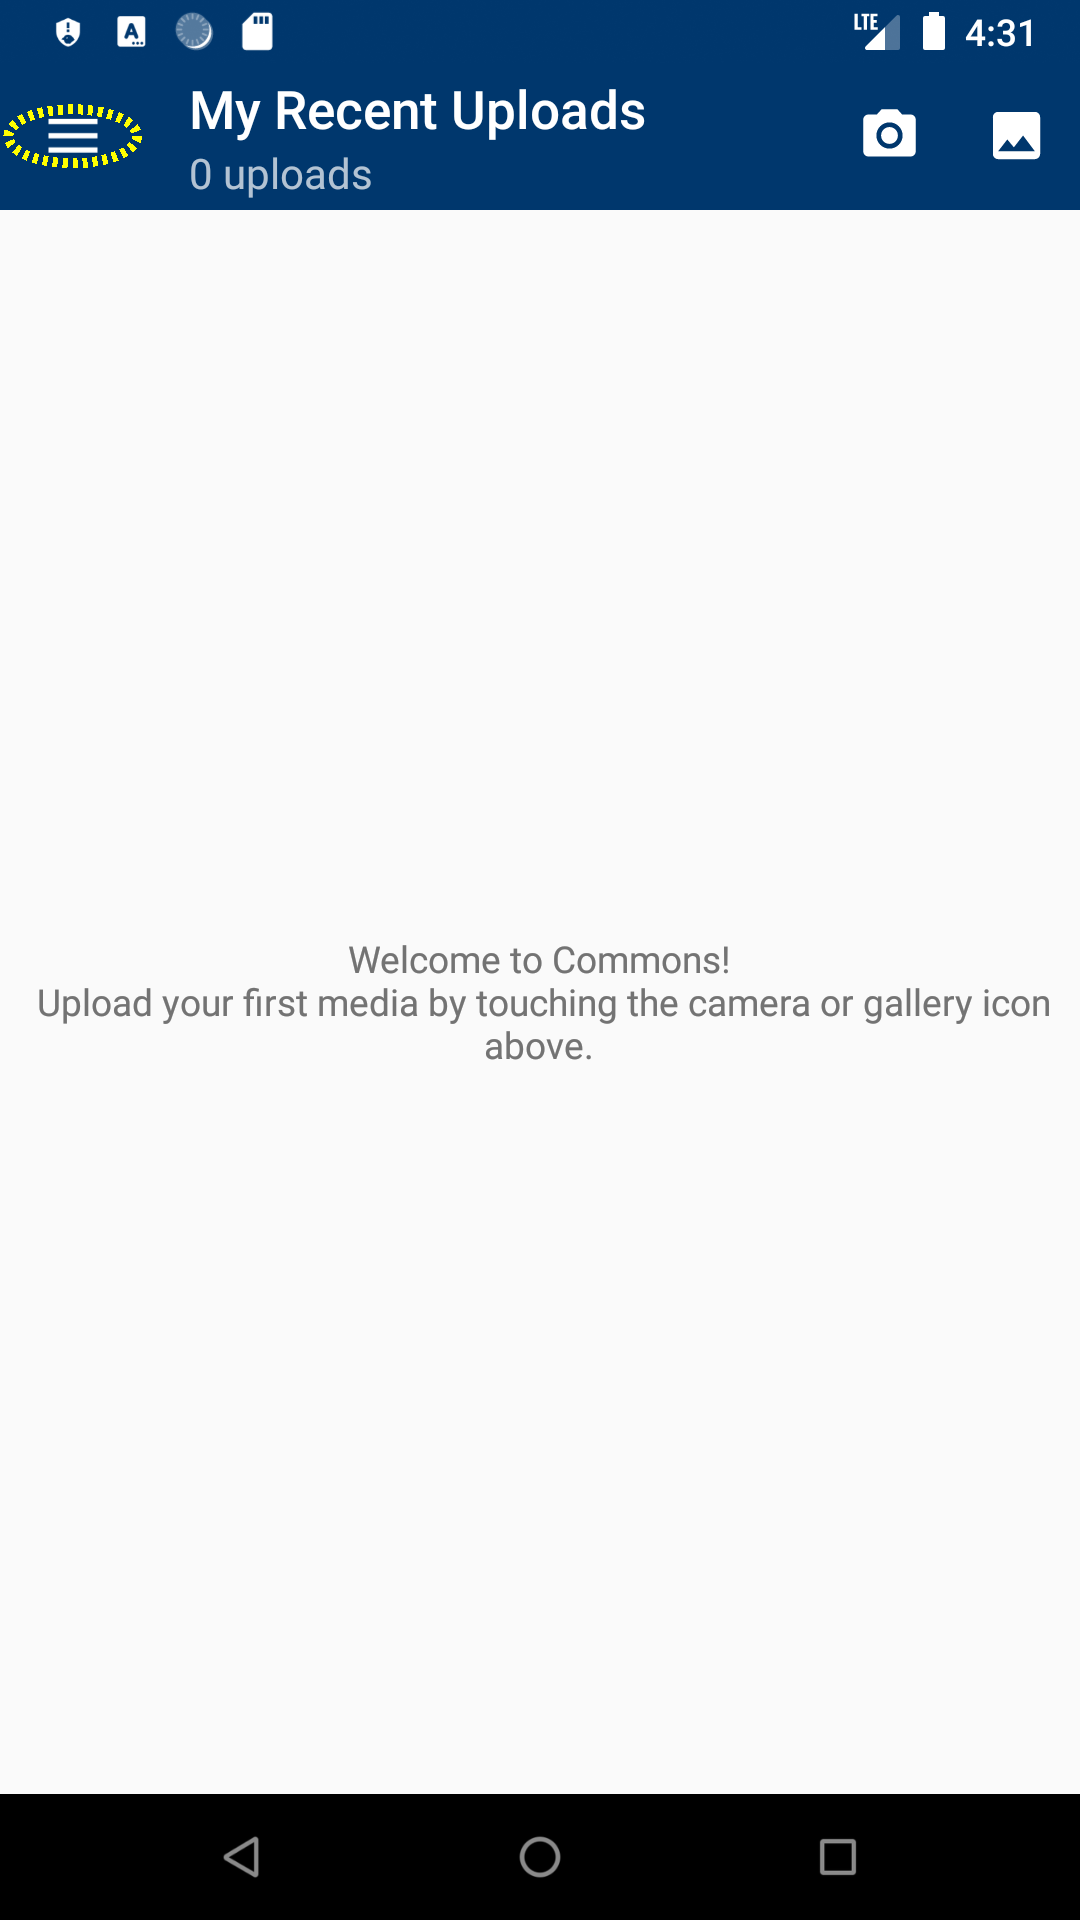 LTE 4:31
My Recent Uploads
0 uploads
Welcome to Commons!
Upload your first media by touching the camera or gallery icon
above.